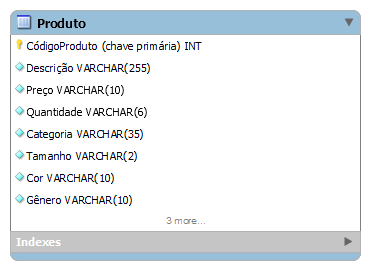 Produto
CódigoProduto (chave primária) INT
Descrição VARCHAR(255)
Preço VARCHAR(10)
Quantidade VARCHAR(6)
Categoria VARCHAR(35)
Tamanho VARCHAR(2)
Cor VARCHAR(10)
Gênero VARCHAR(10)
3 more...
Indexes